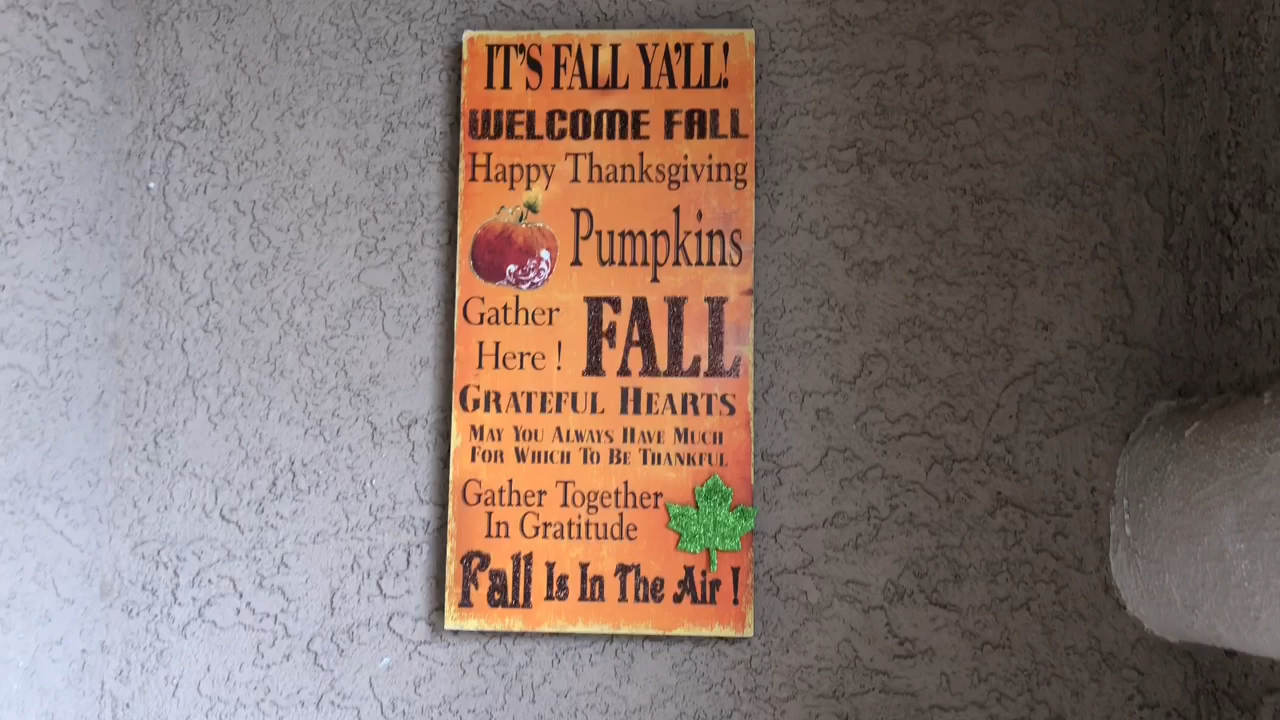 IT'S FALL YA'LL!
WELCOME FALL
Happy Thanksgiving
Pumpkins
Gather
Here !
FALL
GRATEFUL HEARTS
MAY YOU ALWAYS HAVE MUCH
FOR WHICH TO BE THANKFUL
Gather Together
In Gratitude
Fall Is In The Air !